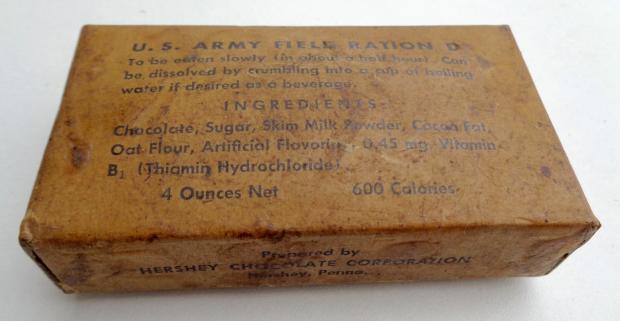 U. S. ARMY FIELD RATION D
To be eaten slowly (in about a half hour). Can
be dissolved by crumbling into a cup of boiling
water if desired as a beverage.
INGREDIENTS:
Chocolate, Sugar, Skim Milk Powder, Cocoa Fat,
Oat Flour, Artificial Flavoring, 0.45 mg. Vitamin
B₁ (Thiamin Hydrochloride)
4 Ounces Net 600 Calories
Prepared by
HERSHEY CHOCOLATE CORPORATION
Hershey, Penna.